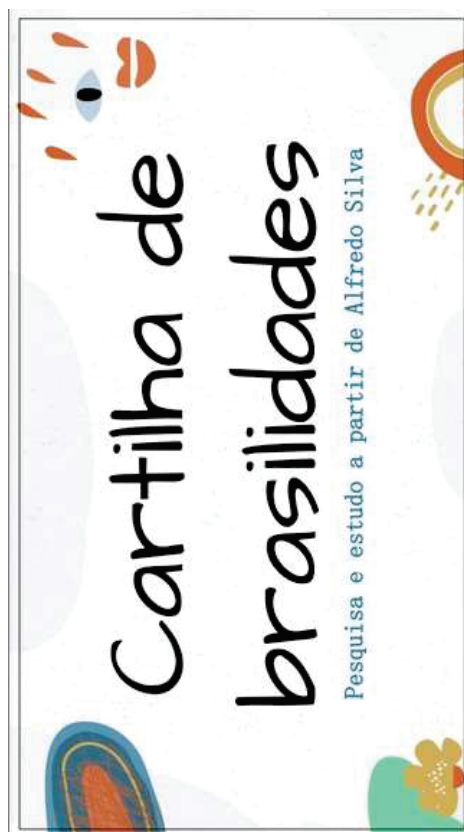 Cartilha de
brasilidades
Pesquisa e estudo a partir de Alfredo Silva